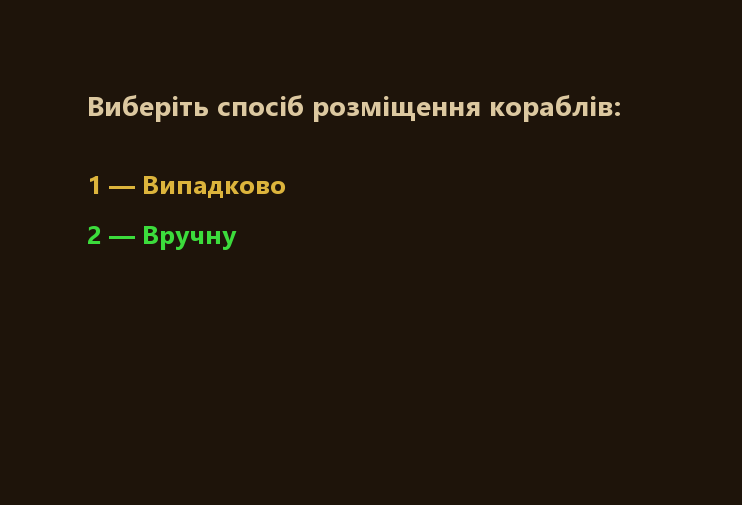 Виберіть спосіб розміщення кораблів:
1 — Випадково
2 — Вручну